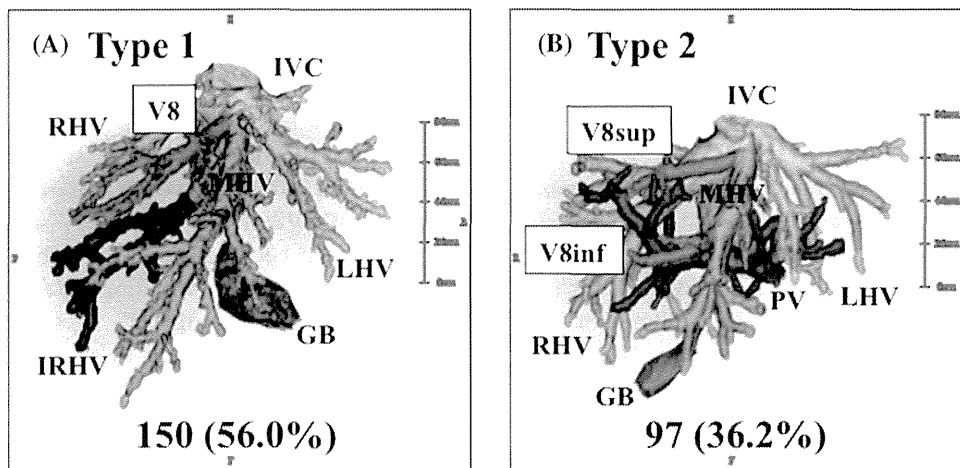 (A) Type 1
IVC
V8
RHV
MHV
LHV
GB
IRHV
150 (56.0%)
(B) Type 2
IVC
V8sup
MHV
V8inf
PV
LHV
RHV
GB
97 (36.2%)